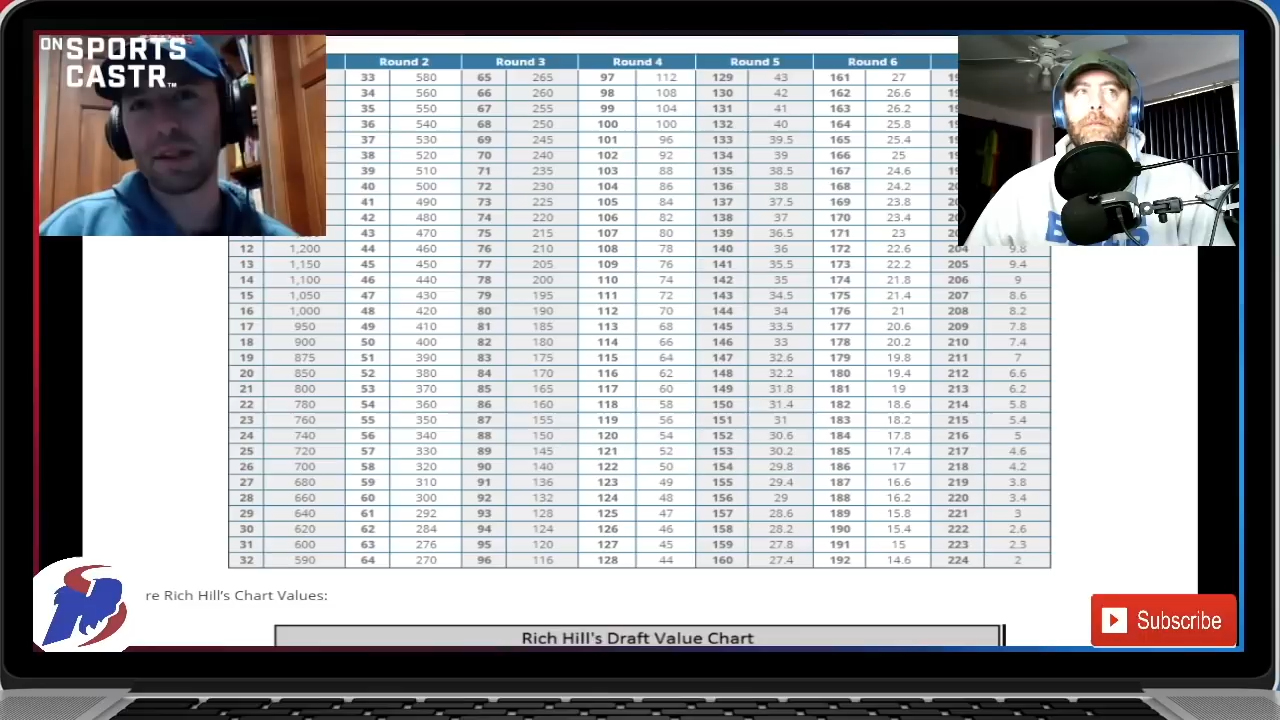 ON SPORTS
CASTR™
Round 2 Round 3 Round 4 Round 5 Round 6
33 580 65 265 97 112 129 43 161 27
34 560 66 260 98 108 130 42 162 26.6
35 550 67 255 99 104 131 41 163 26.2
36 540 68 250 100 100 132 40 164 25.8
37 530 69 245 101 96 133 39.5 165 25.4
38 520 70 240 102 92 134 39 166 25
39 510 71 235 103 88 135 38.5 167 24.6
40 500 72 230 104 86 136 38 168 24.2
41 490 73 225 105 84 137 37.5 169 23.8
42 480 74 220 106 82 138 37 170 23.4
43 470 75 215 107 80 139 36.5 171 23
12 1,200 44 460 76 210 108 78 140 36 172 22.6 204 9.8
13 1,150 45 450 77 205 109 76 141 35.5 173 22.2 205 9.4
14 1,100 46 440 78 200 110 74 142 35 174 21.8 206 9
15 1,050 47 430 79 195 111 72 143 34.5 175 21.4 207 8.6
16 1,000 48 420 80 190 112 70 144 34 176 21 208 8.2
17 950 49 410 81 185 113 68 145 33.5 177 20.6 209 7.8
18 900 50 400 82 180 114 66 146 33 178 20.2 210 7.4
19 875 51 390 83 175 115 64 147 32.6 179 19.8 211 7
20 850 52 380 84 170 116 62 148 32.2 180 19.4 212 6.6
21 800 53 370 85 165 117 60 149 31.8 181 19 213 6.2
22 780 54 360 86 160 118 58 150 31.4 182 18.6 214 5.8
23 760 55 350 87 155 119 56 151 31 183 18.2 215 5.4
24 740 56 340 88 150 120 54 152 30.6 184 17.8 216 5
25 720 57 330 89 145 121 52 153 30.2 185 17.4 217 4.6
26 700 58 320 90 140 122 50 154 29.8 186 17 218 4.2
27 680 59 310 91 136 123 49 155 29.4 187 16.6 219 3.8
28 660 60 300 92 132 124 48 156 29 188 16.2 220 3.4
29 640 61 292 93 128 125 47 157 28.6 189 15.8 221 3
30 620 62 284 94 124 126 46 158 28.2 190 15.4 222 2.6
31 600 63 276 95 120 127 45 159 27.8 191 15 223 2.3
32 590 64 270 96 116 128 44 160 27.4 192 14.6 224 2
re Rich Hill's Chart Values:
Subscribe
Rich Hill's Draft Value Chart